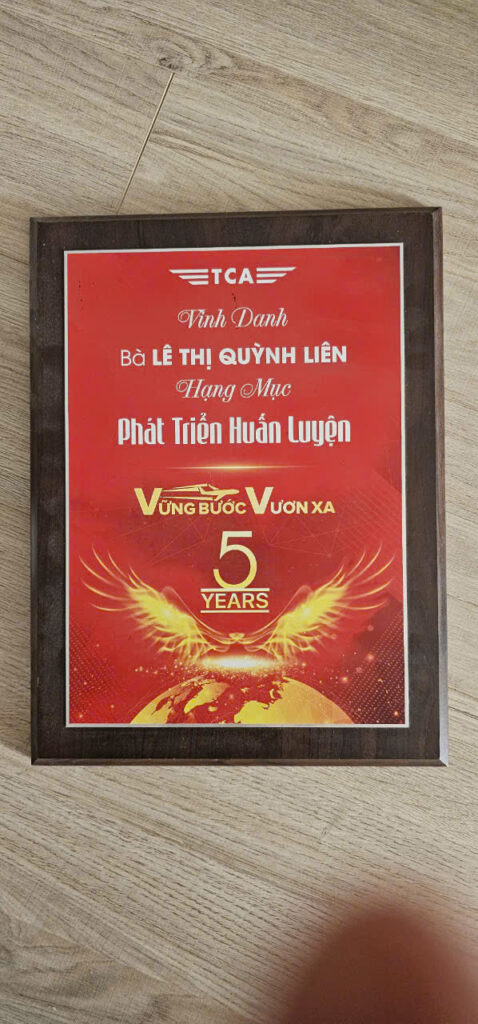 TCA
Vinh Danh
Bà LÊ THỊ QUỲNH LIÊN
Hạng Mục
Phát Triển Huấn Luyện
VỮNG BƯỚC VƯƠN XA
5
YEARS